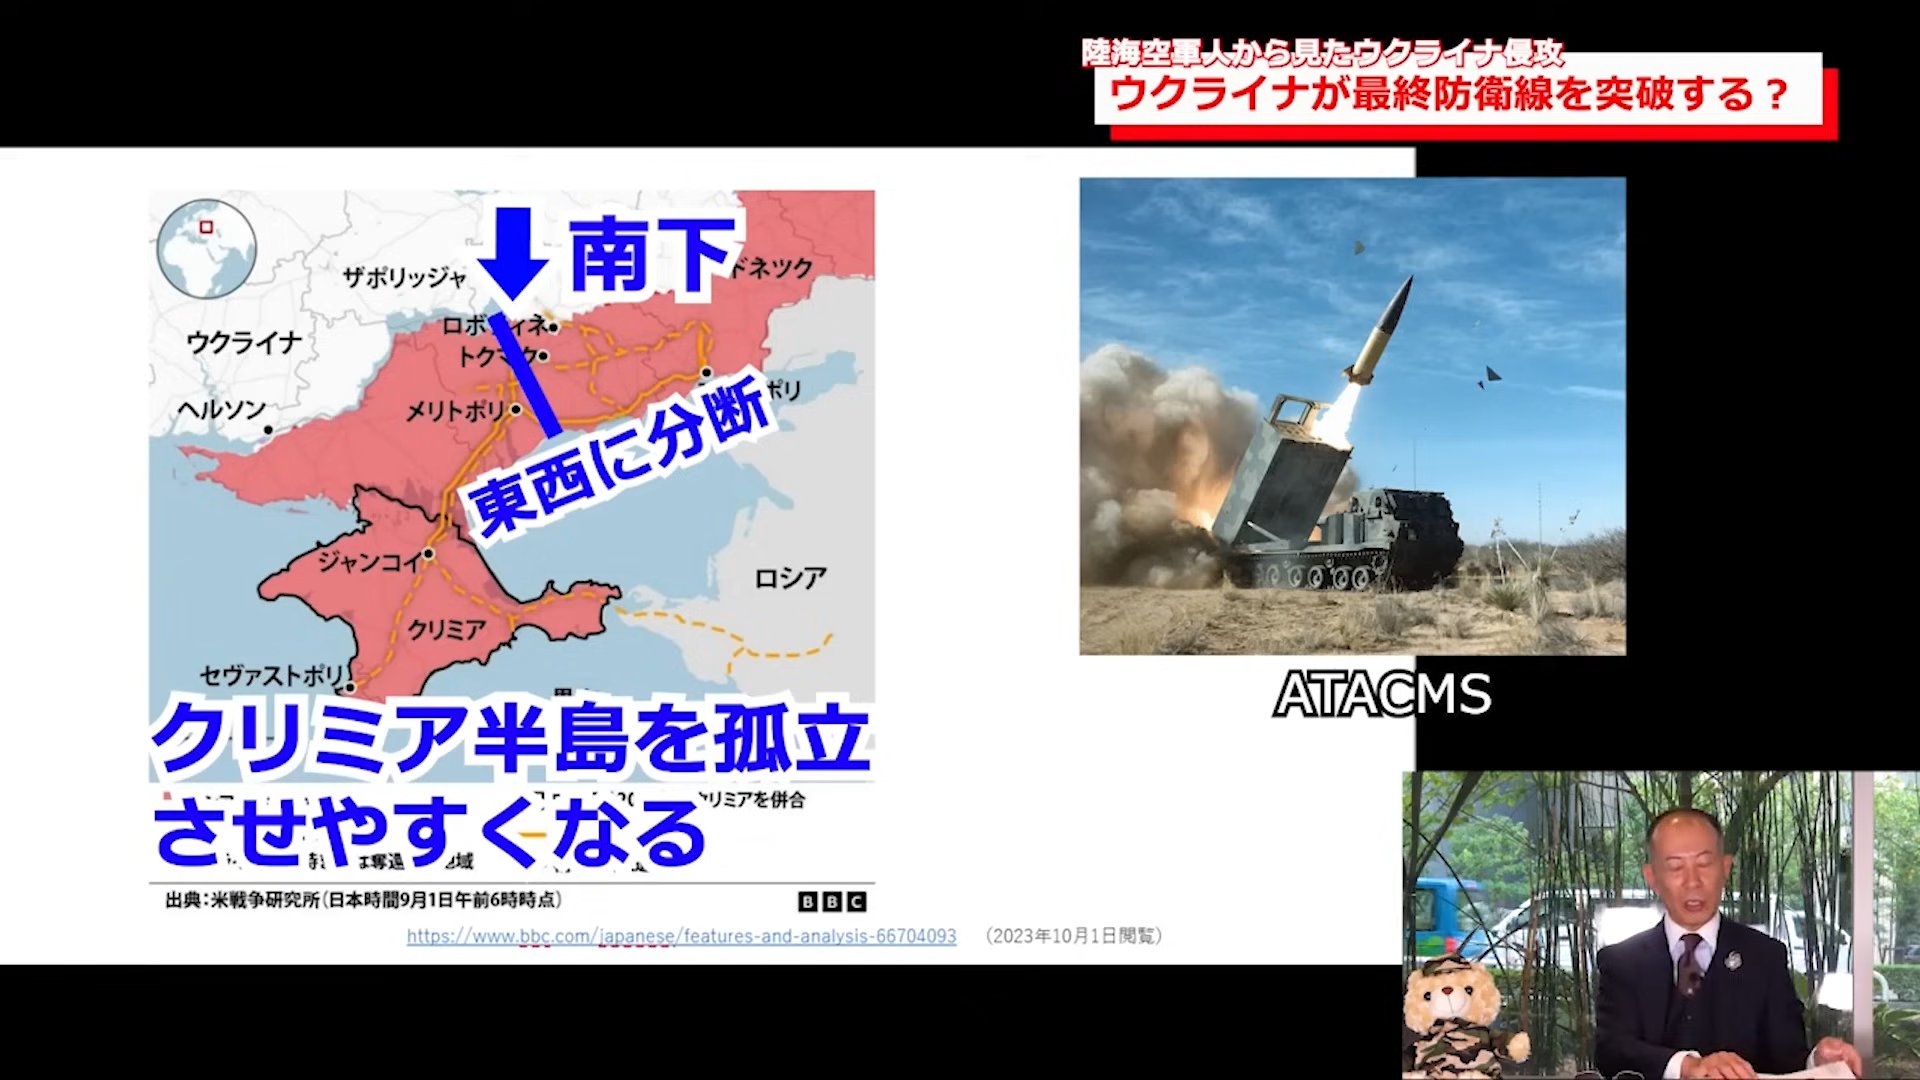 陸海空軍人から見たウクライナ侵攻
ウクライナが最終防衛線を突破する？
南下
ドネツク
ザポリッジャ
ウクライナ
トクマク
ヘルソン
メリトポリ
東西に分断
ジャンコイ
ロシア
クリミア
セヴァストポリ
クリミア半島を孤立
させやすくなる
クリミアを併合
出典：米戦争研究所（日本時間9月1日午前6時時点）
BBC
https://www.bbc.com/japanese/features-and-analysis-66704093 （2023年10月1日閲覧）
ATACMS